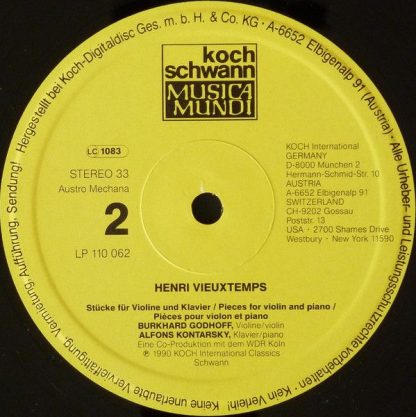 Hergestellt bei Koch-Digitaldisc Ges. m. b. H. & Co. KG · A-6652 Elbigenalp 91 (Austria) · Alle Urheber- und Leistungsschutzrechte vorbehalten · Kein Verleih! · Keine unerlaubte Vervielfältigung, Vermietung, Aufführung, Sendung!
koch
schwann
MUSICA
MUNDI
LC 1083
STEREO 33
Austro Mechana
2
LP 110 062
KOCH International
GERMANY
D-8000 München 2
Hermann-Schmid-Str. 10
AUSTRIA
A-6652 Elbigenalp 91
SWITZERLAND
CH-9202 Gossau
Poststr. 13
USA · 2700 Shames Drive
Westbury · New York 11590
HENRI VIEUXTEMPS
Stücke für Violine und Klavier / Pieces for violin and piano /
Pièces pour violon et piano
BURKHARD GODHOFF, Violine/violin
ALFONS KONTARSKY, Klavier/piano
Eine Co-Produktion mit dem WDR Köln
℗ 1990 KOCH International Classics
Schwann